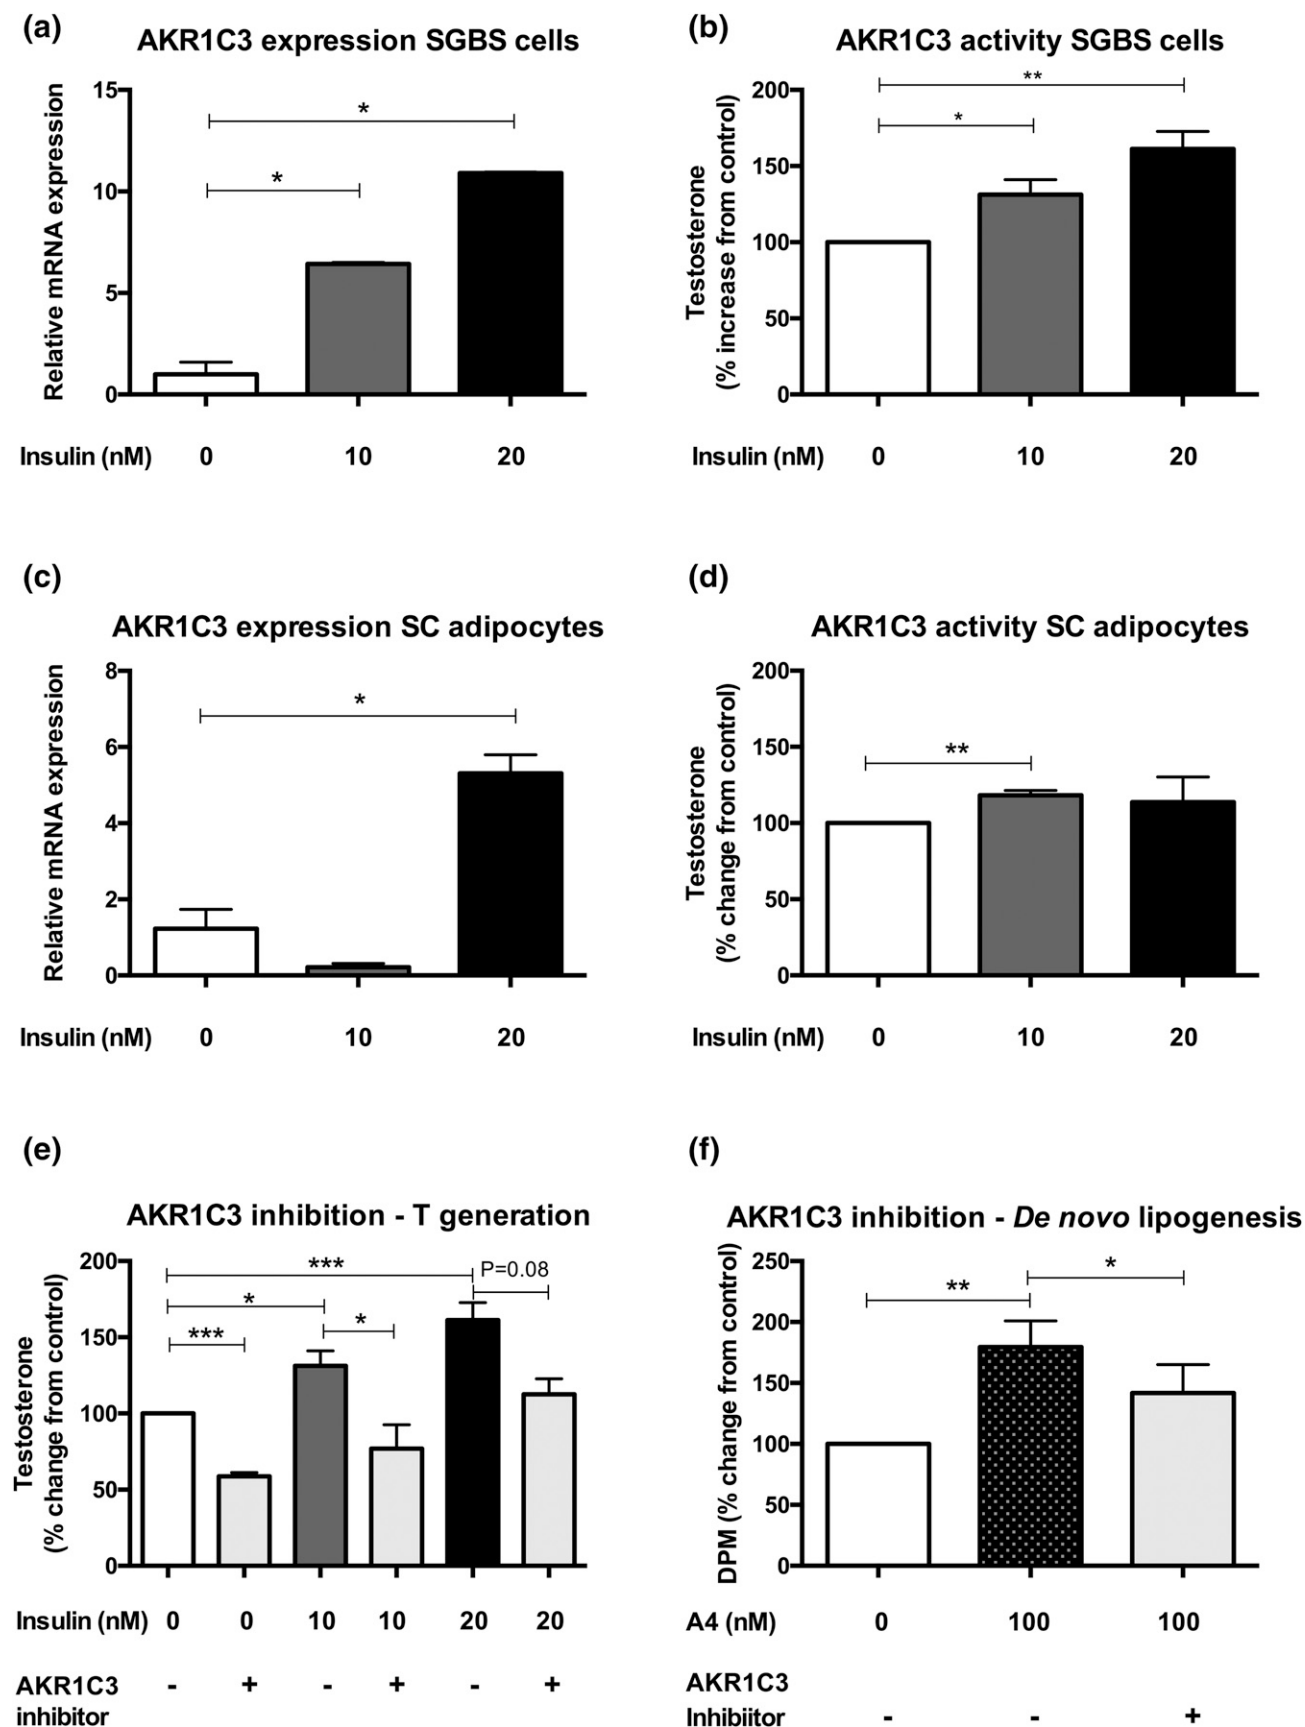 (a)
AKR1C3 expression SGBS cells
Relative mRNA expression
15
10
5
0
*
*
Insulin (nM) 0 10 20
(b)
AKR1C3 activity SGBS cells
Testosterone
(% increase from control)
200
150
100
50
0
**
*
Insulin (nM) 0 10 20
(c)
AKR1C3 expression SC adipocytes
Relative mRNA expression
8
6
4
2
0
*
Insulin (nM) 0 10 20
(d)
AKR1C3 activity SC adipocytes
Testosterone
(% change from control)
200
150
100
50
0
**
Insulin (nM) 0 10 20
(e)
AKR1C3 inhibition - T generation
Testosterone
(% change from control)
200
150
100
50
0
***
P=0.08
*
*
***
Insulin (nM) 0 0 10 10 20 20
AKR1C3 - + - + - +
inhibitor
(f)
AKR1C3 inhibition - De novo lipogenesis
DPM (% change from control)
250
200
150
100
50
0
*
**
A4 (nM) 0 100 100
AKR1C3
Inhibiitor - - +